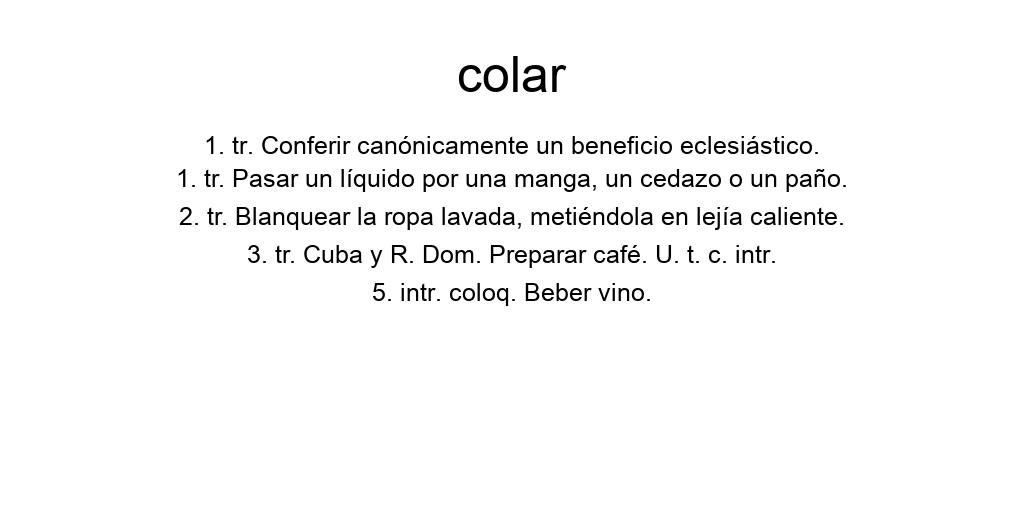 colar
1. tr. Conferir canónicamente un beneficio eclesiástico.
1. tr. Pasar un líquido por una manga, un cedazo o un paño.
2. tr. Blanquear la ropa lavada, metiéndola en lejía caliente.
3. tr. Cuba y R. Dom. Preparar café. U. t. c. intr.
5. intr. coloq. Beber vino.